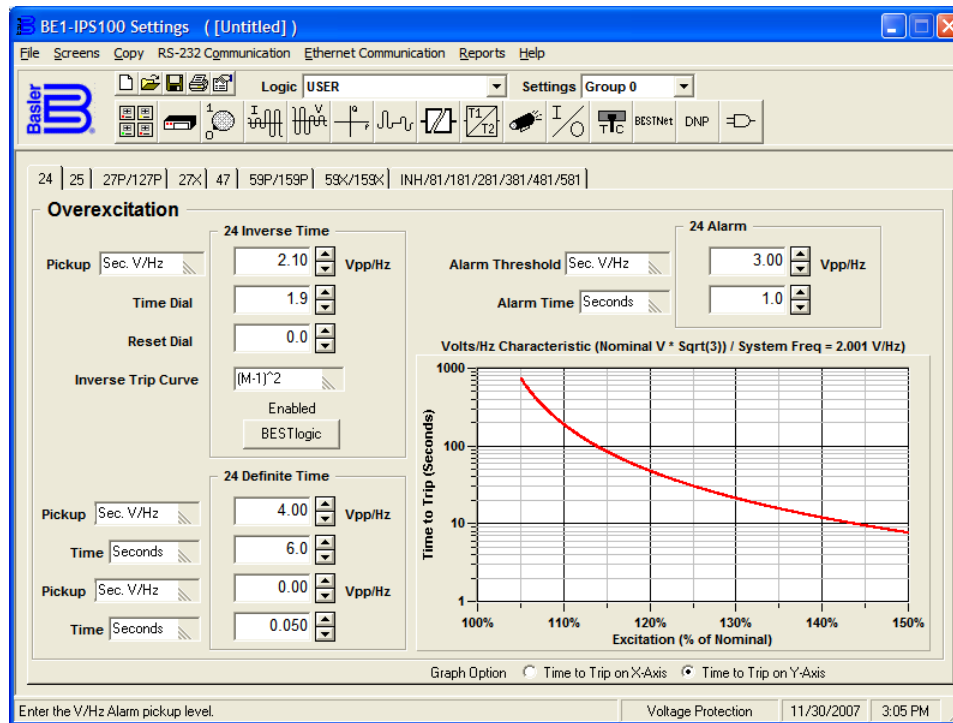 BE1-IPS100 Settings ( [Untitled] )
File Screens Copy RS-232 Communication Ethernet Communication Reports Help
Basler
B
Logic USER Settings Group 0
1 0 I V T1 T2 I/O TTC BESTNet DNP
24 25 27P/127P 27X 47 59P/159P 59X/159X INH/81/181/281/381/481/581
Overexcitation
24 Inverse Time
Pickup Sec. V/Hz 2.10 Vpp/Hz
Time Dial 1.9
Reset Dial 0.0
Inverse Trip Curve (M-1)^2
Enabled
BESTlogic
24 Definite Time
Pickup Sec. V/Hz 4.00 Vpp/Hz
Time Seconds 6.0
Pickup Sec. V/Hz 0.00 Vpp/Hz
Time Seconds 0.050
24 Alarm
Alarm Threshold Sec. V/Hz 3.00 Vpp/Hz
Alarm Time Seconds 1.0
Volts/Hz Characteristic (Nominal V * Sqrt(3)) / System Freq = 2.001 V/Hz)
Time to Trip (Seconds)
1000
100
10
1
100% 110% 120% 130% 140% 150%
Excitation (% of Nominal)
Graph Option Time to Trip on X-Axis Time to Trip on Y-Axis
Enter the V/Hz Alarm pickup level. Voltage Protection 11/30/2007 3:05 PM